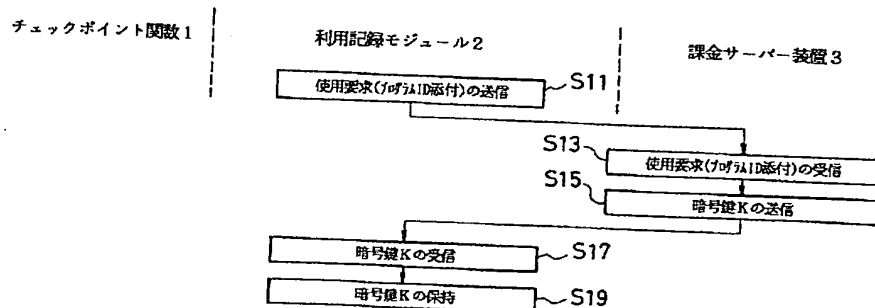 チェックポイント関数1
利用記録モジュール2
課金サーバー装置3
使用要求(プログラムID添付)の送信
S11
S13
使用要求(プログラムID添付)の受信
S15
暗号鍵Kの送信
暗号鍵Kの受信
S17
暗号鍵Kの保持
S19